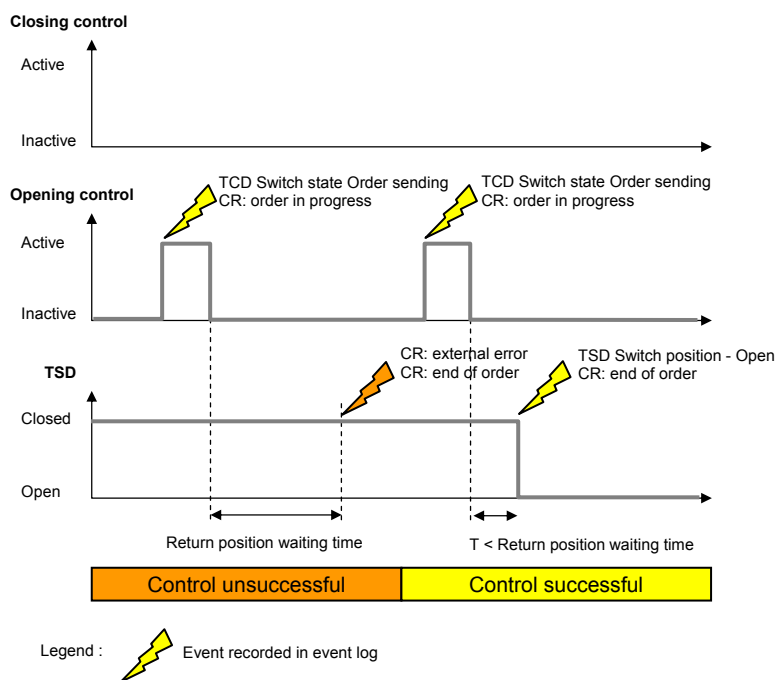 Closing control
Active
Inactive
TCD Switch state Order sending
CR: order in progress
TCD Switch state Order sending
CR: order in progress
Opening control
Active
Inactive
CR: external error
CR: end of order
TSD Switch position - Open
CR: end of order
TSD
Closed
Open
Return position waiting time
T < Return position waiting time
Control unsuccessful
Control successful
Legend :
Event recorded in event log